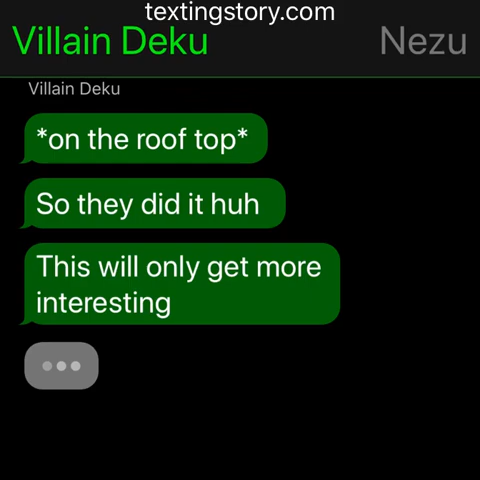 textingstory.com
Villain Deku Nezu
Villain Deku
*on the roof top*
So they did it huh
This will only get more
interesting